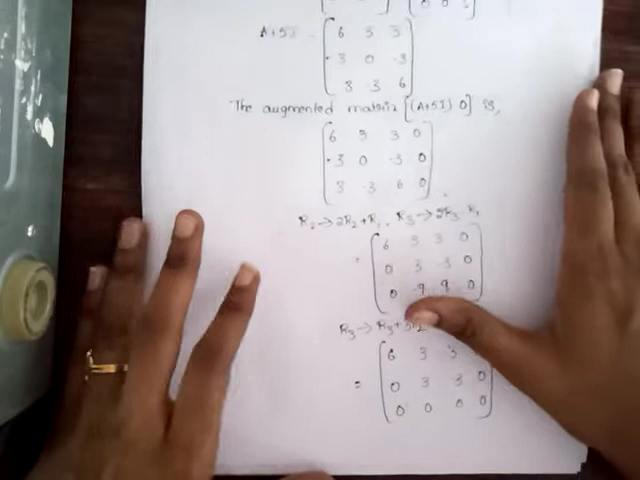 A+5I = [6 3 3
-3 0 -3
3 -3 6]
The augmented matrix [(A+5I) 0] is,
[6 3 3 0
-3 0 -3 0
3 -3 6 0]
R₂→2R₂+R₁, R₃→2R₃-R₁
= [6 3 3 0
0 3 -3 0
0 -9 9 0]
R₃→R₃+3R₂
= [6 3 3
0 3 3 0
0 0 0 0]